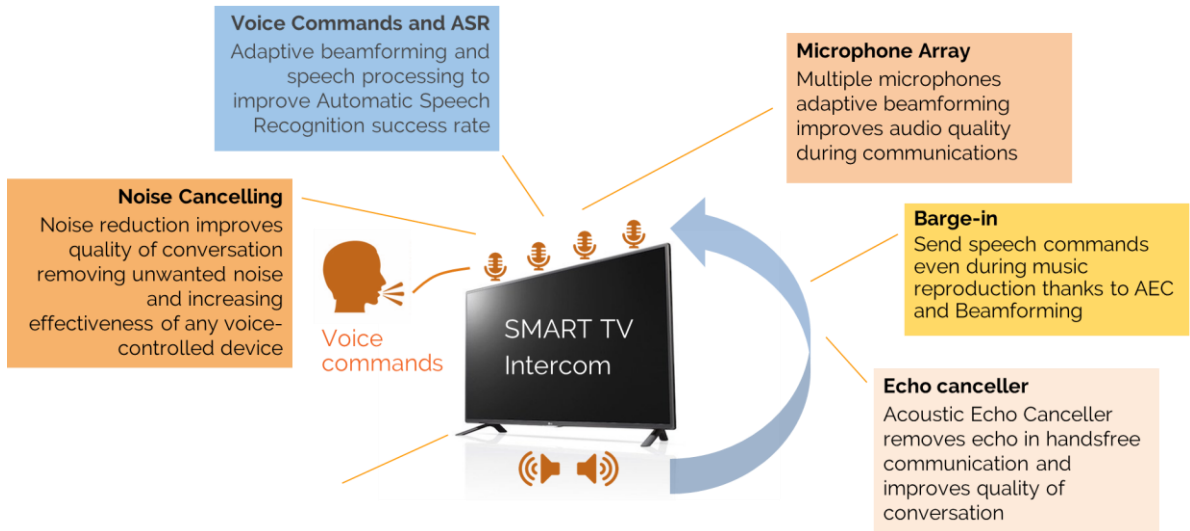 Voice Commands and ASR
Adaptive beamforming and
speech processing to
improve Automatic Speech
Recognition success rate
Microphone Array
Multiple microphones
adaptive beamforming
improves audio quality
during communications
Noise Cancelling
Noise reduction improves
quality of conversation
removing unwanted noise
and increasing
effectiveness of any voice-
controlled device
Voice
commands
SMART TV
Intercom
Barge-in
Send speech commands
even during music
reproduction thanks to AEC
and Beamforming
Echo canceller
Acoustic Echo Canceller
removes echo in handsfree
communication and
improves quality of
conversation